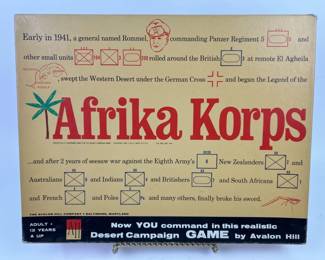 Early in 1941, a general named Rommel, commanding Panzer Regiment 5 and
other small units rolled around the British at remote El Agheila
swept the Western Desert under the German Cross and began the Legend of the
Afrika Korps
...and after 2 years of seesaw war against the Eighth Army's New Zealanders and
Australians and Indians and Britishers and South Africans
and French and Poles and many others, finally broke his sword.
THE AVALON HILL COMPANY • BALTIMORE, MARYLAND
ADULT •
12 YEARS
& UP
Now YOU command in this realistic
Desert Campaign GAME by Avalon Hill